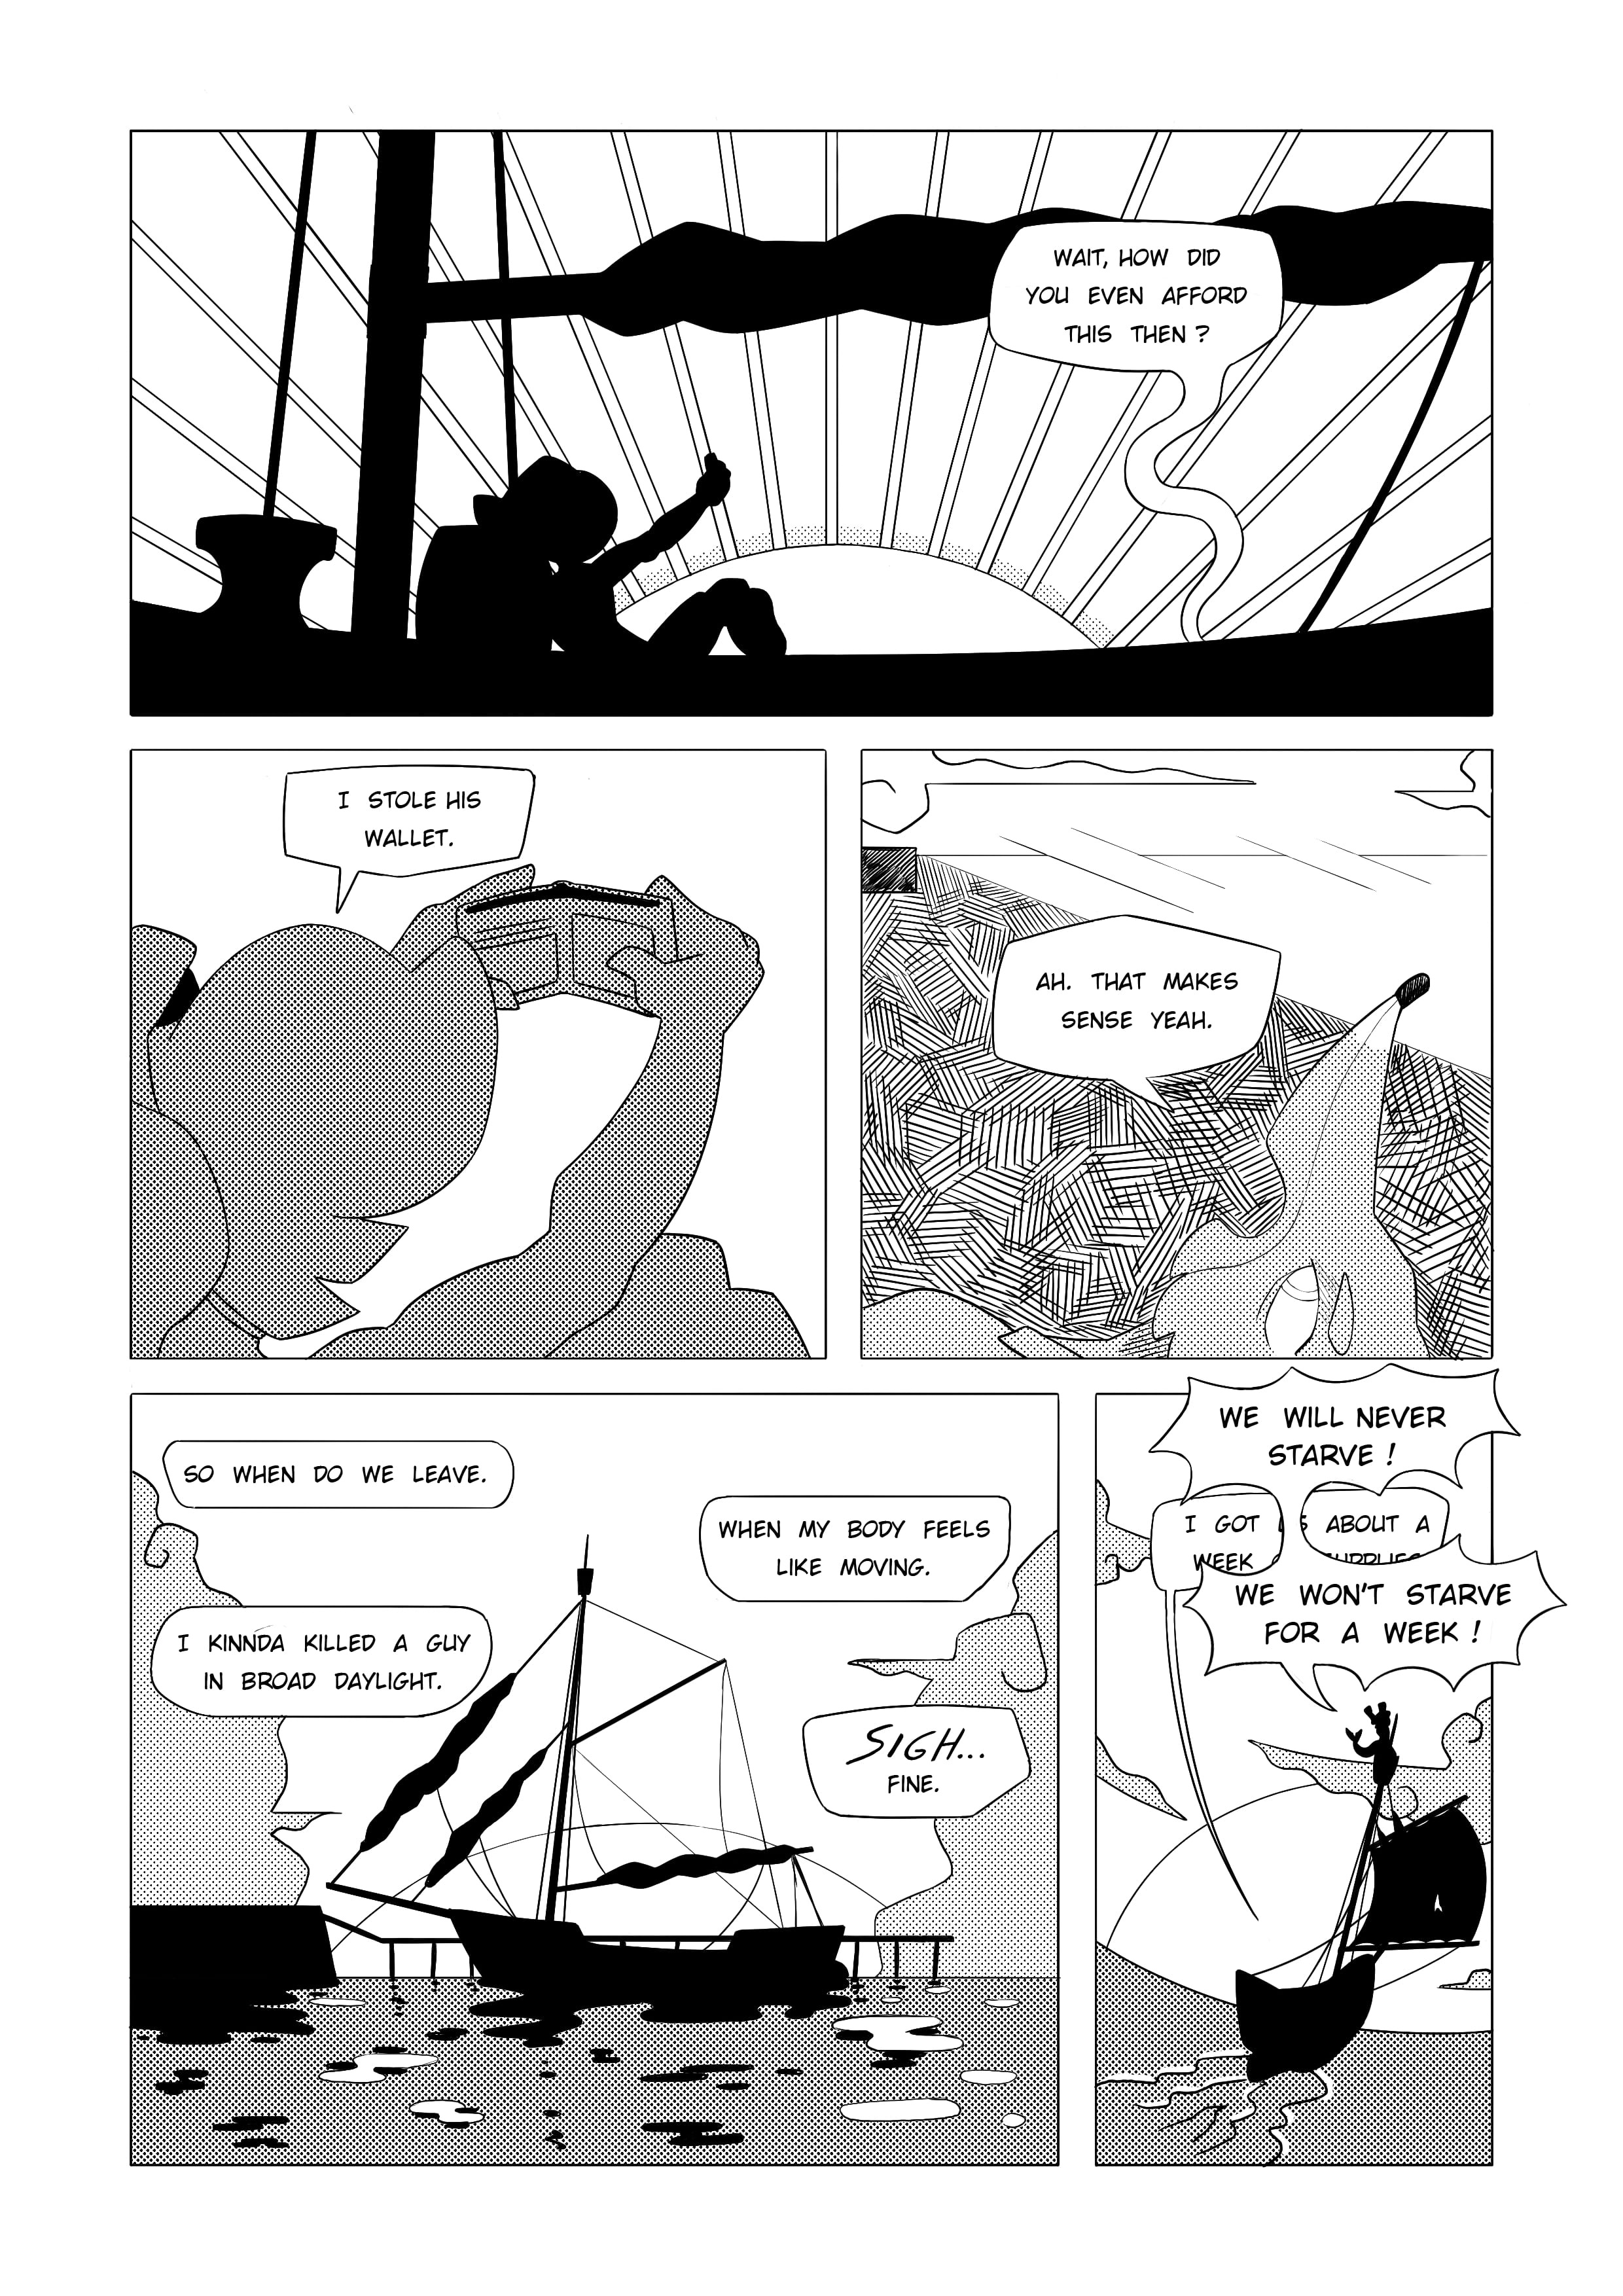 WAIT, HOW DID
YOU EVEN AFFORD
THIS THEN?
I STOLE HIS
WALLET.
AH. THAT MAKES
SENSE YEAH.
SO WHEN DO WE LEAVE.
WHEN MY BODY FEELS
LIKE MOVING.
I KINNDA KILLED A GUY
IN BROAD DAYLIGHT.
SIGH...
FINE.
WE WILL NEVER
STARVE!
I GOT ABOUT A
WEEK
WE WON'T STARVE
FOR A WEEK!